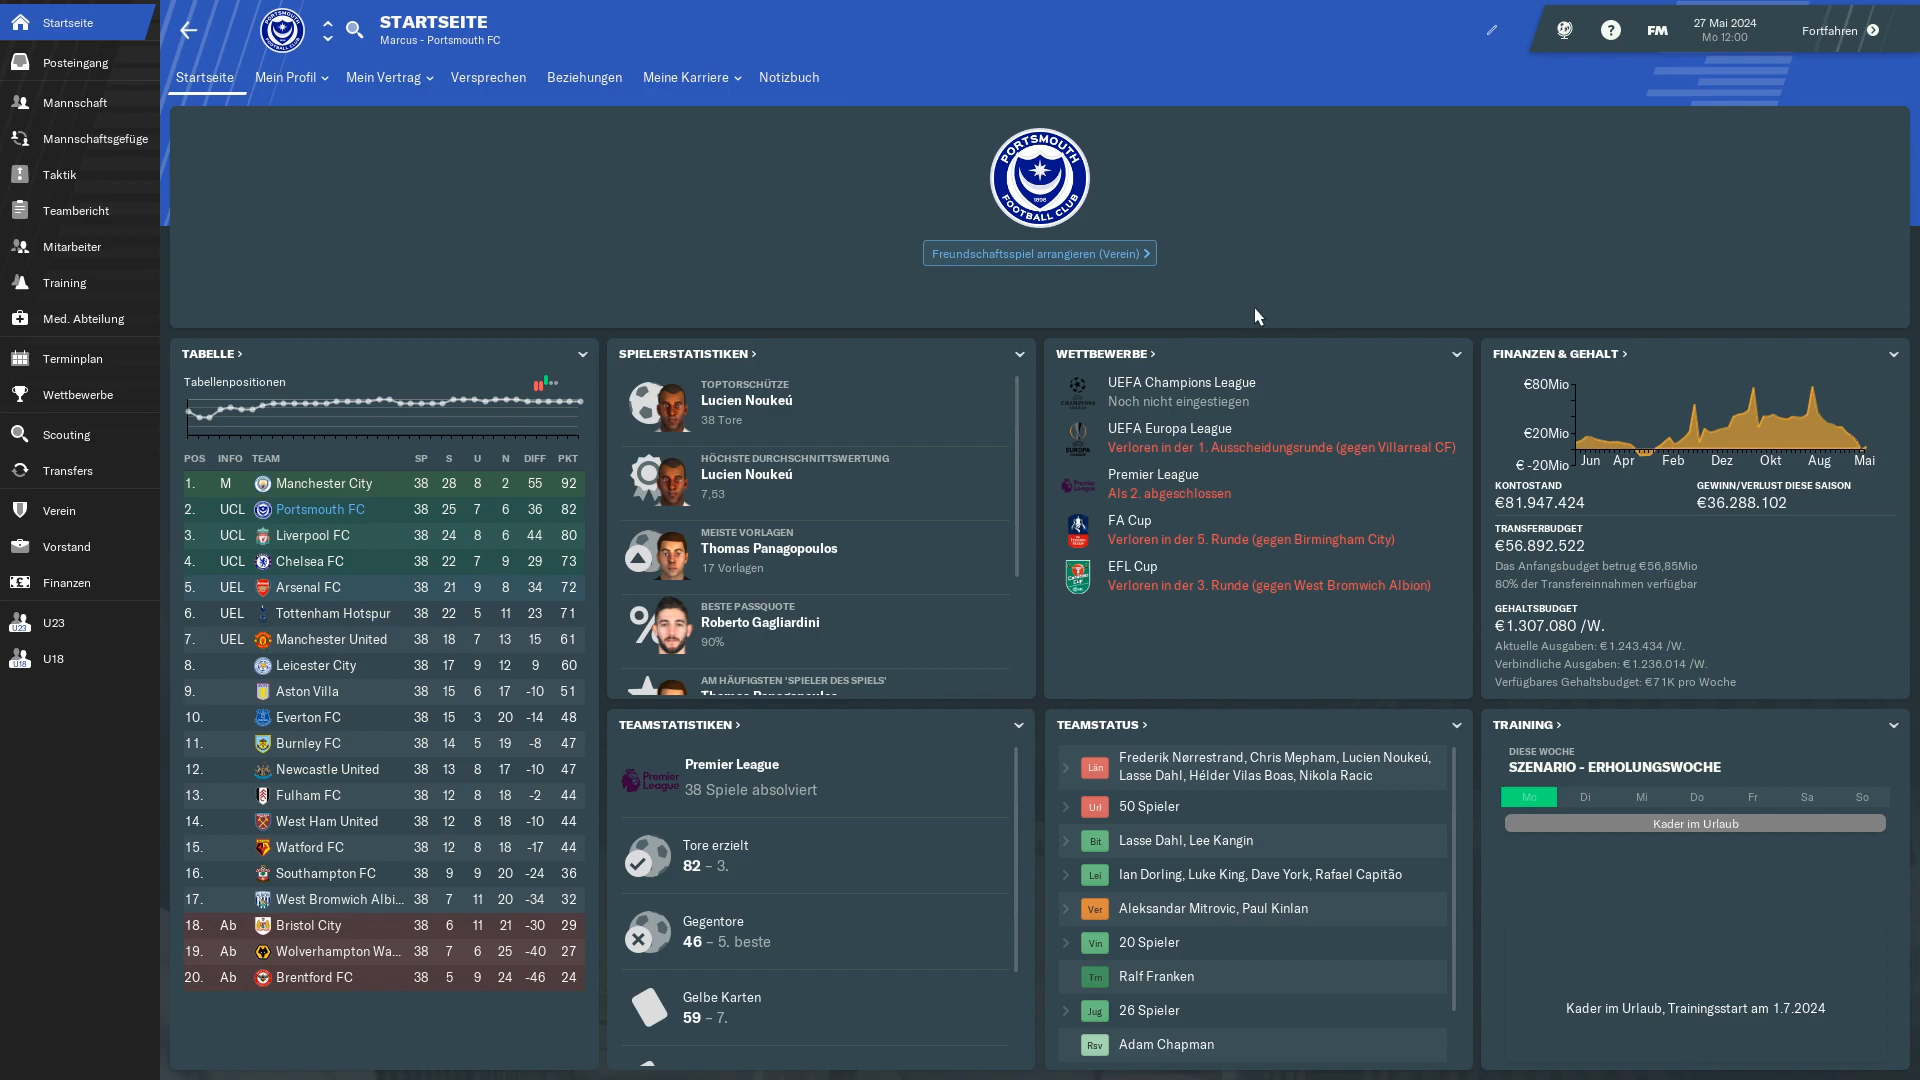 Startseite
Posteingang
Mannschaft
Mannschaftsgefüge
Taktik
Teambericht
Mitarbeiter
Training
Med. Abteilung
Terminplan
Wettbewerbe
Scouting
Transfers
Verein
Vorstand
Finanzen
U23 U23
U18 U18
STARTSEITE
Marcus - Portsmouth FC
FM
27 Mai 2024
Mo 12:00
Fortfahren
Startseite Mein Profil Mein Vertrag Versprechen Beziehungen Meine Karriere Notizbuch
PORTSMOUTH
1898
FOOTBALL CLUB
Freundschaftsspiel arrangieren (Verein)
TABELLE
Tabellenpositionen
POS INFO TEAM SP S U N DIFF PKT
1. M Manchester City 38 28 8 2 55 92
2. UCL Portsmouth FC 38 25 7 6 36 82
3. UCL Liverpool FC 38 24 8 6 44 80
4. UCL Chelsea FC 38 22 7 9 29 73
5. UEL Arsenal FC 38 21 9 8 34 72
6. UEL Tottenham Hotspur 38 22 5 11 23 71
7. UEL Manchester United 38 18 7 13 15 61
8. Leicester City 38 17 9 12 9 60
9. Aston Villa 38 15 6 17 -10 51
10. Everton FC 38 15 3 20 -14 48
11. Burnley FC 38 14 5 19 -8 47
12. Newcastle United 38 13 8 17 -10 47
13. Fulham FC 38 12 8 18 -2 44
14. West Ham United 38 12 8 18 -10 44
15. Watford FC 38 12 8 18 -17 44
16. Southampton FC 38 9 9 20 -24 36
17. West Bromwich Albi... 38 7 11 20 -34 32
18. Ab Bristol City 38 6 11 21 -30 29
19. Ab Wolverhampton Wa... 38 7 6 25 -40 27
20. Ab Brentford FC 38 5 9 24 -46 24
SPIELERSTATISTIKEN
TOPTORSCHÜTZE
Lucien Noukeú
38 Tore
HÖCHSTE DURCHSCHNITTSWERTUNG
Lucien Noukeú
7,53
MEISTE VORLAGEN
Thomas Panagopoulos
17 Vorlagen
BESTE PASSQUOTE
Roberto Gagliardini
90%
AM HÄUFIGSTEN 'SPIELER DES SPIELS'
Thomas Panagopoulos
WETTBEWERBE
UEFA Champions League
Noch nicht eingestiegen
UEFA Europa League
Verloren in der 1. Ausscheidungsrunde (gegen Villarreal CF)
Premier League
Als 2. abgeschlossen
FA Cup
Verloren in der 5. Runde (gegen Birmingham City)
EFL Cup
Verloren in der 3. Runde (gegen West Bromwich Albion)
FINANZEN & GEHALT
€80Mio
€20Mio
€ -20Mio
Jun Apr Feb Dez Okt Aug Mai
KONTOSTAND GEWINN/VERLUST DIESE SAISON
€81.947.424 €36.288.102
TRANSFERBUDGET
€56.892.522
Das Anfangsbudget betrug €56,85Mio
80% der Transfereinnahmen verfügbar
GEHALTSBUDGET
€1.307.080 /W.
Aktuelle Ausgaben: €1.243.434 /W.
Verbindliche Ausgaben: €1.236.014 /W.
Verfügbares Gehaltsbudget: €71K pro Woche
TEAMSTATISTIKEN
Premier League
Premier League
38 Spiele absolviert
Tore erzielt
82 – 3.
Gegentore
46 – 5. beste
Gelbe Karten
59 – 7.
TEAMSTATUS
Län Frederik Nørrestrand, Chris Mepham, Lucien Noukeú,
Lasse Dahl, Hélder Vilas Boas, Nikola Racic
Url 50 Spieler
Bit Lasse Dahl, Lee Kangin
Lei Ian Dorling, Luke King, Dave York, Rafael Capitão
Ver Aleksandar Mitrovic, Paul Kinlan
Vin 20 Spieler
Trn Ralf Franken
Jug 26 Spieler
Rsv Adam Chapman
TRAINING
DIESE WOCHE
SZENARIO - ERHOLUNGSWOCHE
Mo Di Mi Do Fr Sa So
Kader im Urlaub
Kader im Urlaub, Trainingsstart am 1.7.2024